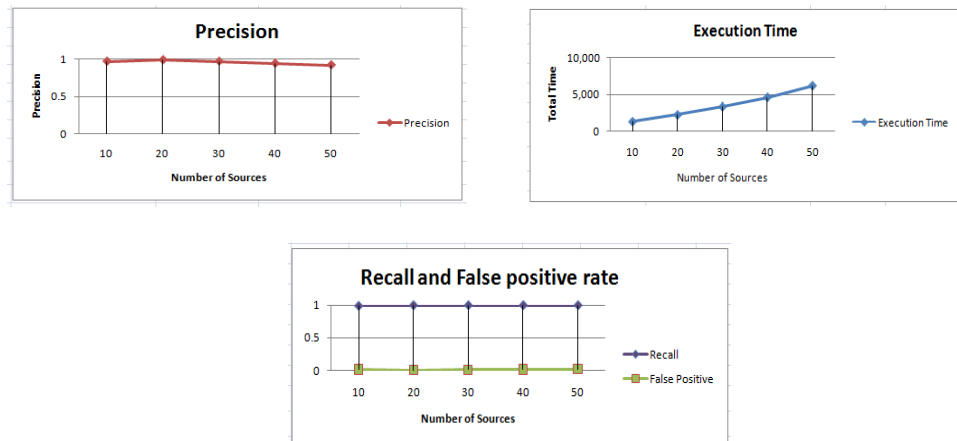 Precision
Precision
1
0.5
0
10 20 30 40 50
Number of Sources
Precision
Execution Time
Total Time
10,000
5,000
0
10 20 30 40 50
Number of Sources
Execution Time
Recall and False positive rate
1
0.5
0
10 20 30 40 50
Number of Sources
Recall
False Positive